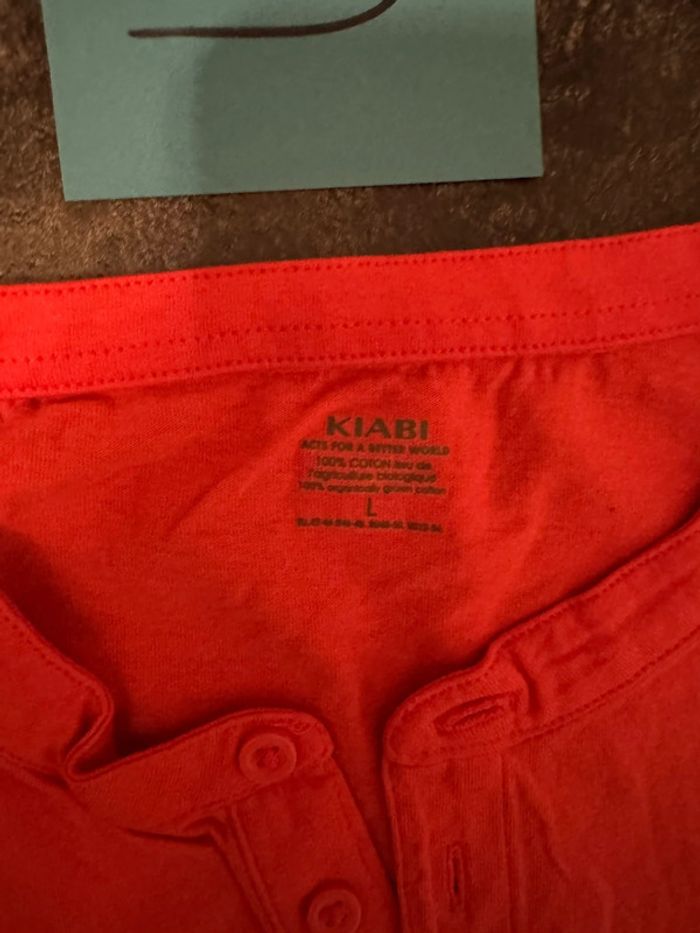 KIABI
ACTS FOR A BETTER WORLD
100% COTON issu de
l'agriculture biologique
100% organically grown cotton
L